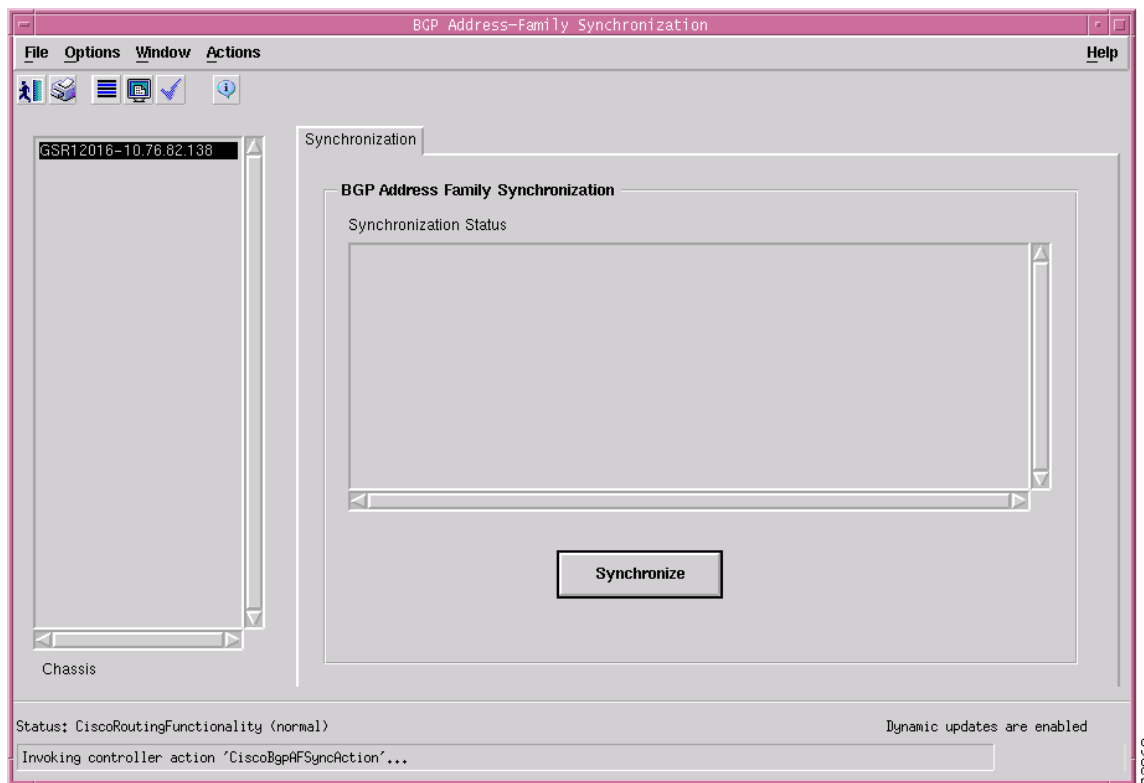 BGP Address-Family Synchronization
File Options Window Actions Help
GSR12016-10.76.82.138
Synchronization
BGP Address Family Synchronization
Synchronization Status
Synchronize
Chassis
Status: CiscoRoutingFunctionality (normal) Dynamic updates are enabled
Invoking controller action 'CiscoBgpAFSyncAction'...